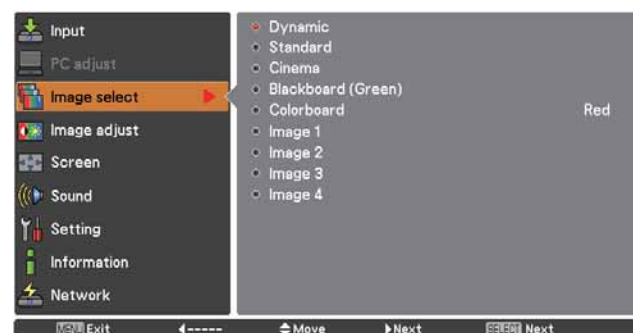 Input
PC adjust
Image select
Image adjust
Screen
Sound
Setting
Information
Network
Dynamic
Standard
Cinema
Blackboard (Green)
Colorboard Red
Image 1
Image 2
Image 3
Image 4
MENU Exit ----- Move Next SELECT Next